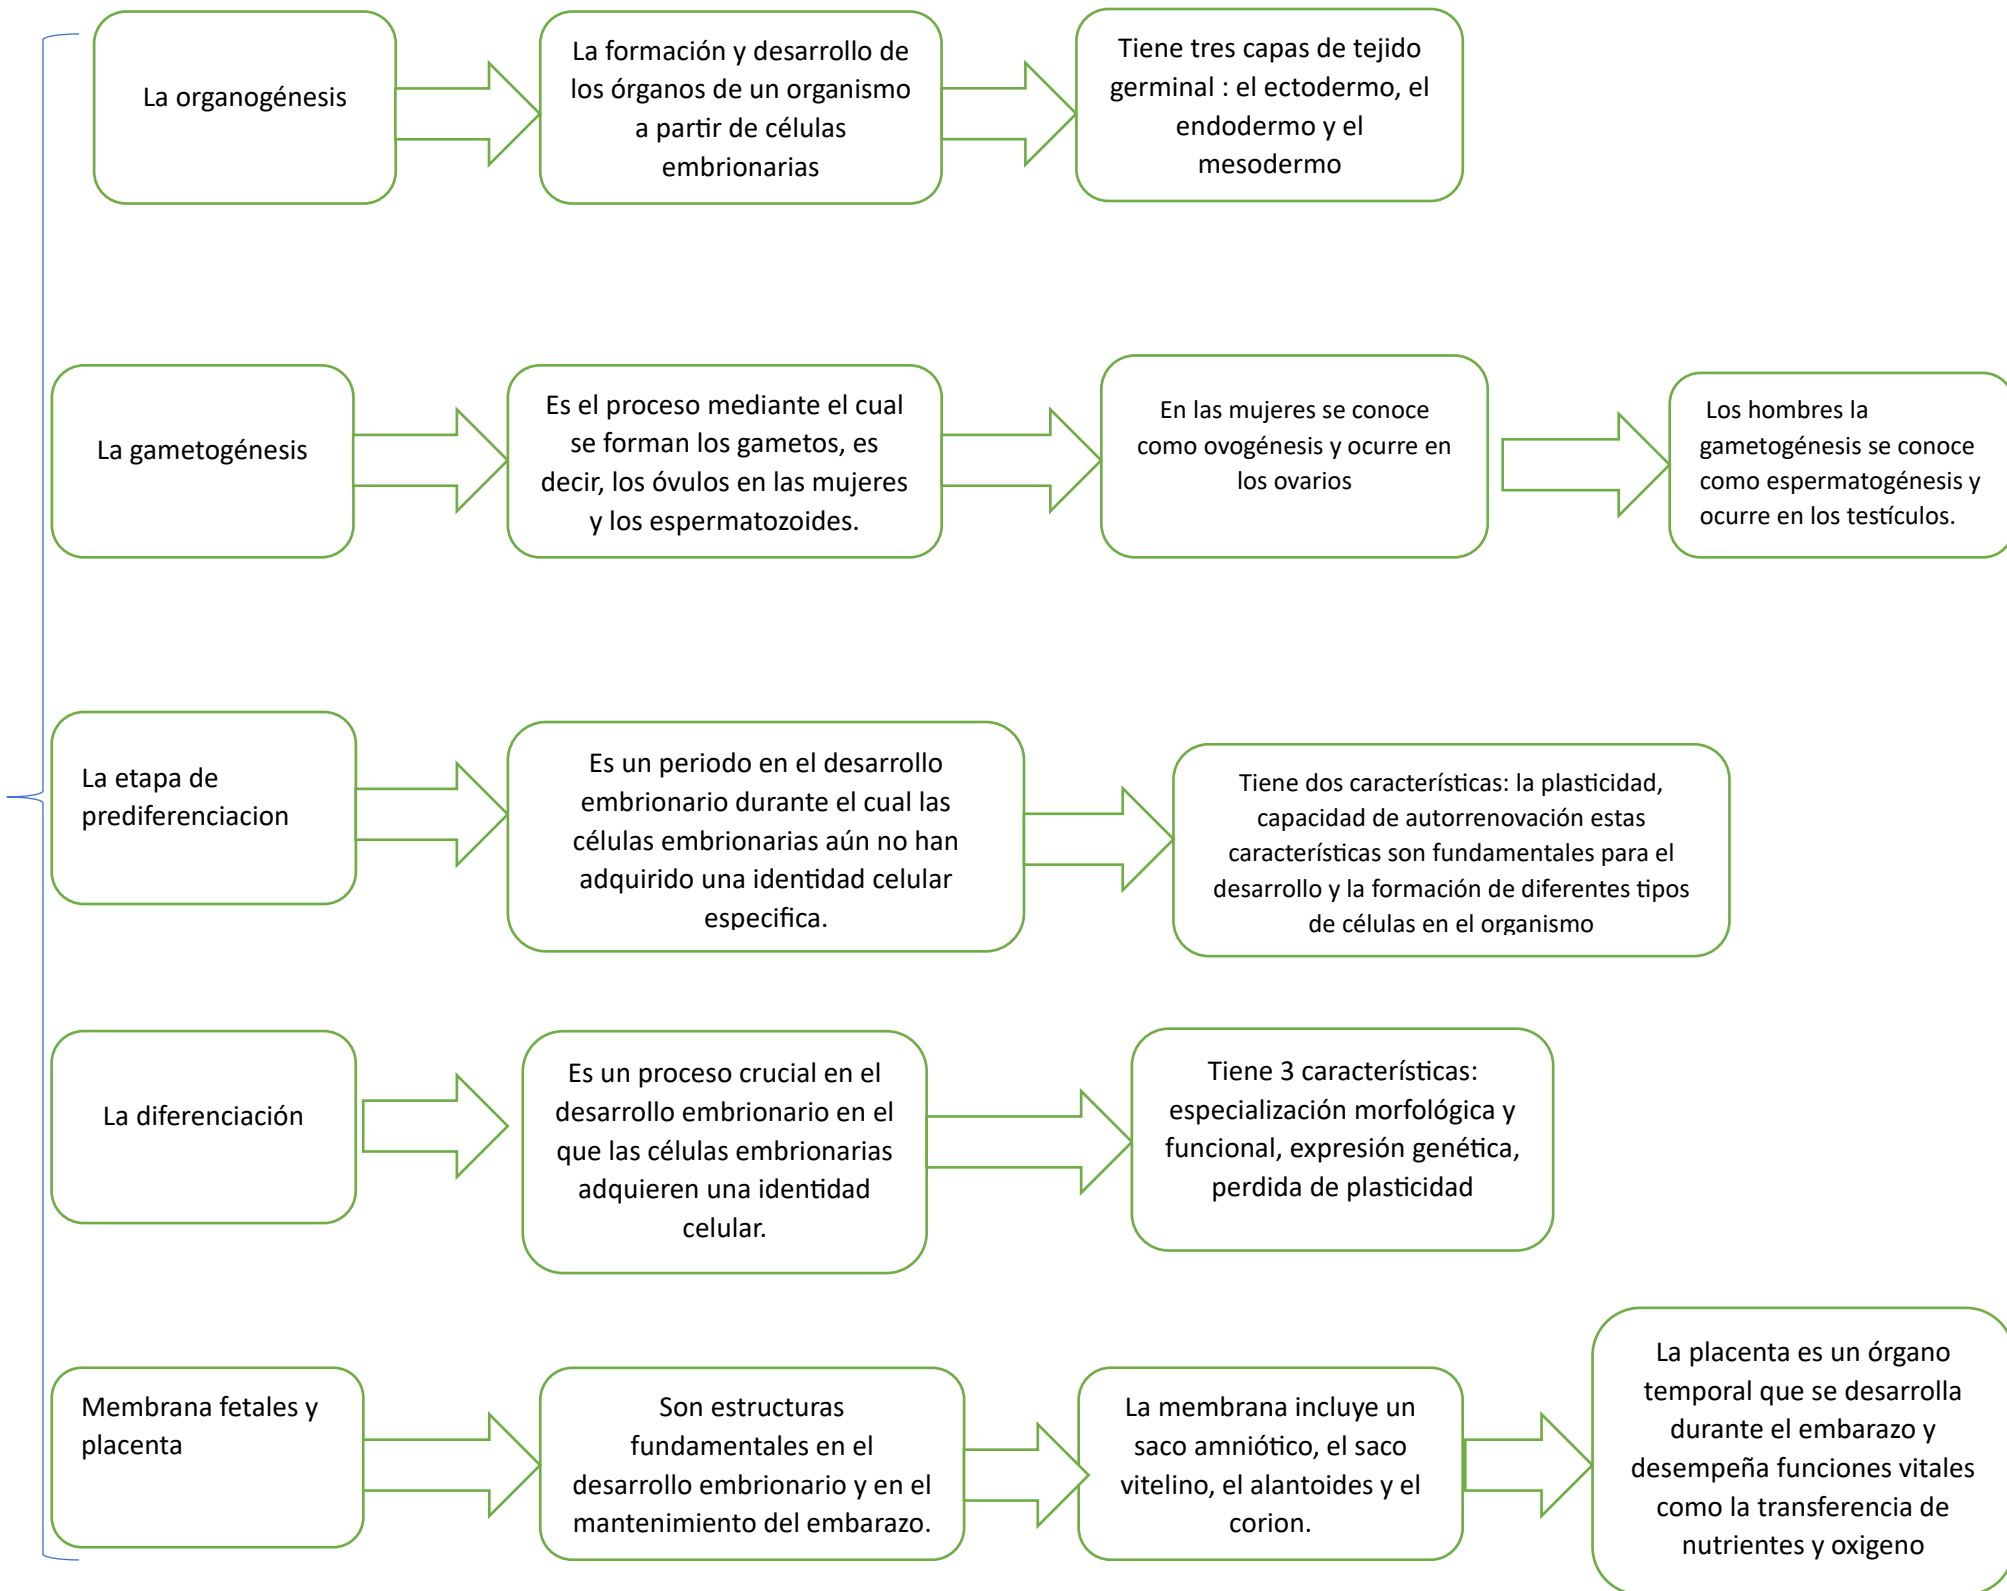 La organogénesis
La formación y desarrollo de
los órganos de un organismo
a partir de células
embrionarias
Tiene tres capas de tejido
germinal : el ectodermo, el
endodermo y el
mesodermo
La gametogénesis
Es el proceso mediante el cual
se forman los gametos, es
decir, los óvulos en las mujeres
y los espermatozoides.
En las mujeres se conoce
como ovogénesis y ocurre en
los ovarios
Los hombres la
gametogénesis se conoce
como espermatogénesis y
ocurre en los testículos.
La etapa de
prediferenciacion
Es un periodo en el desarrollo
embrionario durante el cual las
células embrionarias aún no han
adquirido una identidad celular
especifica.
Tiene dos características: la plasticidad,
capacidad de autorrenovación estas
características son fundamentales para el
desarrollo y la formación de diferentes tipos
de células en el organismo
La diferenciación
Es un proceso crucial en el
desarrollo embrionario en el
que las células embrionarias
adquieren una identidad
celular.
Tiene 3 características:
especialización morfológica y
funcional, expresión genética,
perdida de plasticidad
Membrana fetales y
placenta
Son estructuras
fundamentales en el
desarrollo embrionario y en el
mantenimiento del embarazo.
La membrana incluye un
saco amniótico, el saco
vitelino, el alantoides y el
corion.
La placenta es un órgano
temporal que se desarrolla
durante el embarazo y
desempeña funciones vitales
como la transferencia de
nutrientes y oxigeno